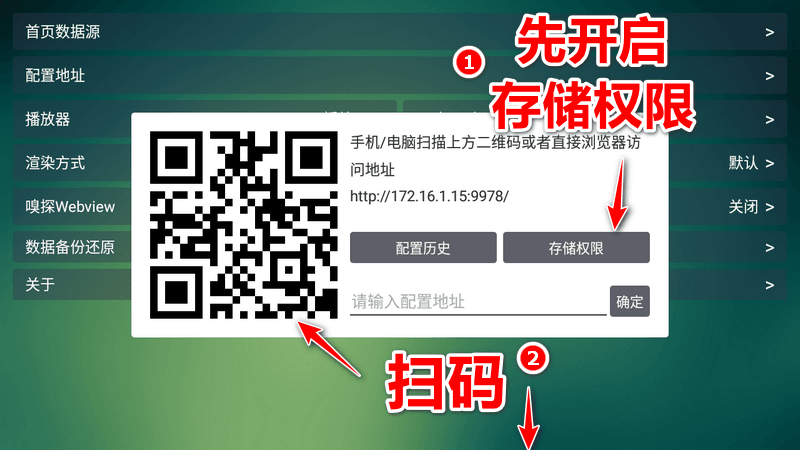 首页数据源 >
配置地址 >
播放器 >
渲染方式 默认 >
嗅探Webview 关闭 >
数据备份还原 >
关于 >
1 先开启
存储权限
手机/电脑扫描上方二维码或者直接浏览器访
问地址
http://172.16.1.15:9978/
配置历史 存储权限
请输入配置地址 确定
扫码 2